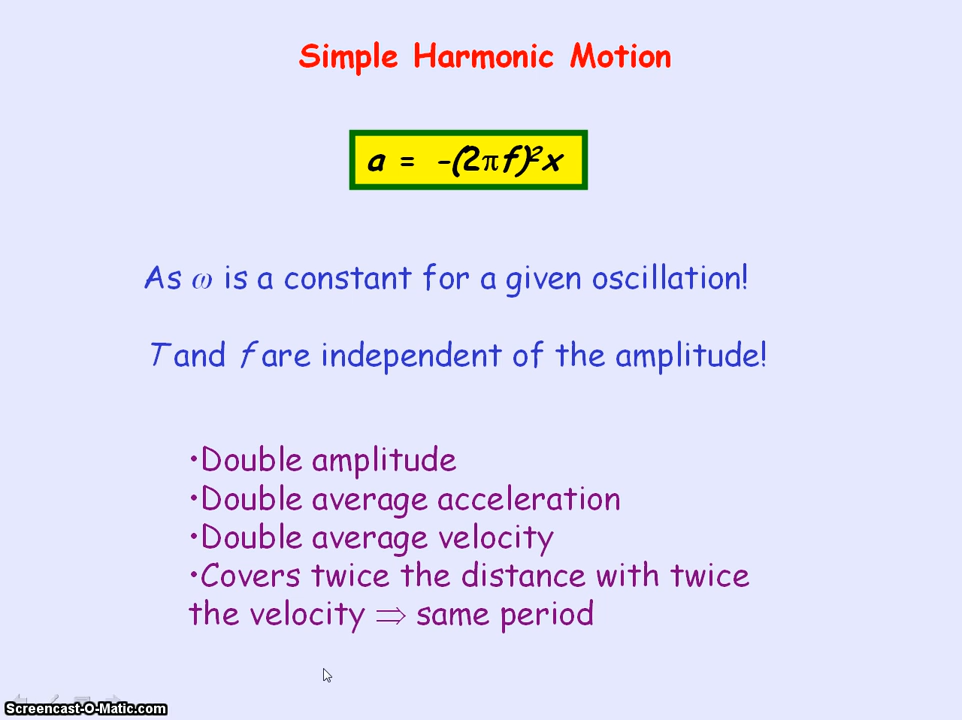 Simple Harmonic Motion
a = -(2πf)²x
As ω is a constant for a given oscillation!
T and f are independent of the amplitude!
•Double amplitude
•Double average acceleration
•Double average velocity
•Covers twice the distance with twice
the velocity ⇒ same period
Screencast-O-Matic.com